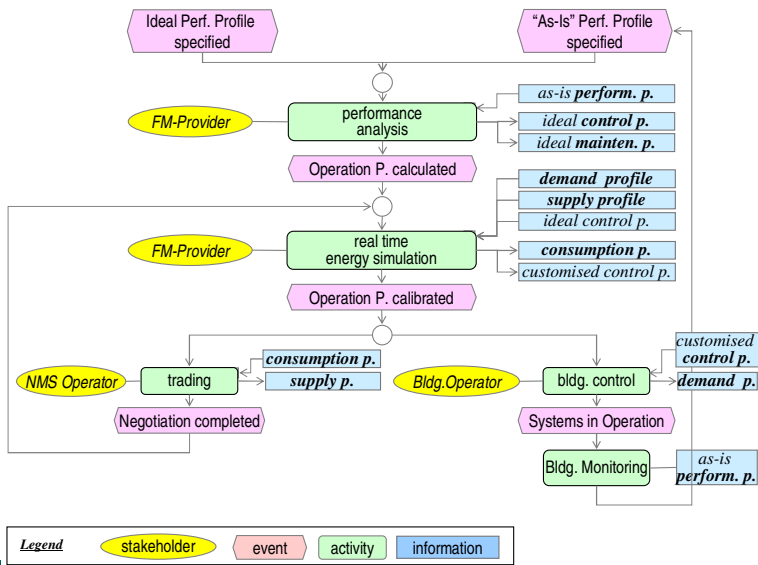 Ideal Perf. Profile
specified
“As-Is” Perf. Profile
specified
as-is perform. p.
FM-Provider
performance
analysis
ideal control p.
ideal mainten. p.
Operation P. calculated
demand profile
supply profile
ideal control p.
FM-Provider
real time
energy simulation
consumption p.
customised control p.
Operation P. calibrated
consumption p.
customised
control p.
NMS Operator
trading
supply p.
Bldg.Operator
bldg. control
demand p.
Negotiation completed
Systems in Operation
Bldg. Monitoring
as-is
perform. p.
Legend
stakeholder
event
activity
information